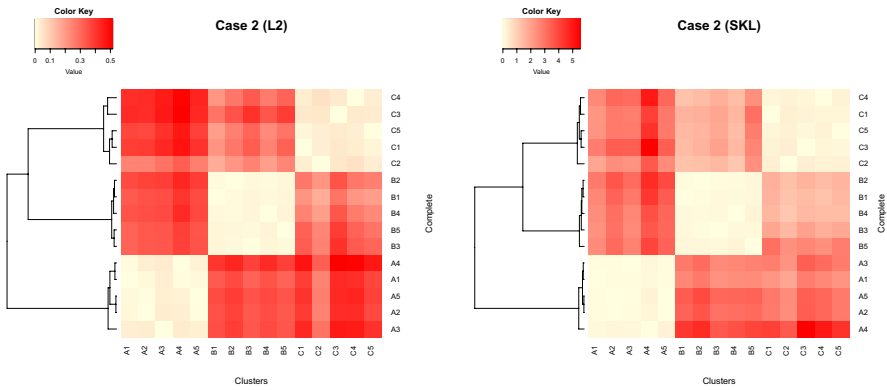 Color Key
0 0.1 0.3 0.5
Value
Case 2 (L2)
C4
C3
C5
C1
C2
B2
B1
B4
B5
B3
A4
A1
A5
A2
A3
Complete
A1 A2 A3 A4 A5 B1 B2 B3 B4 B5 C1 C2 C3 C4 C5
Clusters
Color Key
0 1 2 3 4 5
Value
Case 2 (SKL)
C4
C1
C5
C3
C2
B2
B1
B4
B3
B5
A3
A1
A5
A2
A4
Complete
A1 A2 A3 A4 A5 B1 B2 B3 B4 B5 C1 C2 C3 C4 C5
Clusters